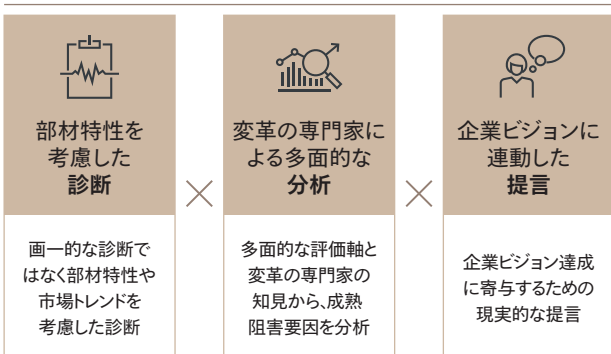 部材特性を
考慮した
診断
画一的な診断で
はなく部材特性や
市場トレンドを
考慮した診断
×
変革の専門家に
よる多面的な
分析
多面的な評価軸と
変革の専門家の
知見から、成熟
阻害要因を分析
×
企業ビジョンに
連動した
提言
企業ビジョン達成
に寄与するための
現実的な提言